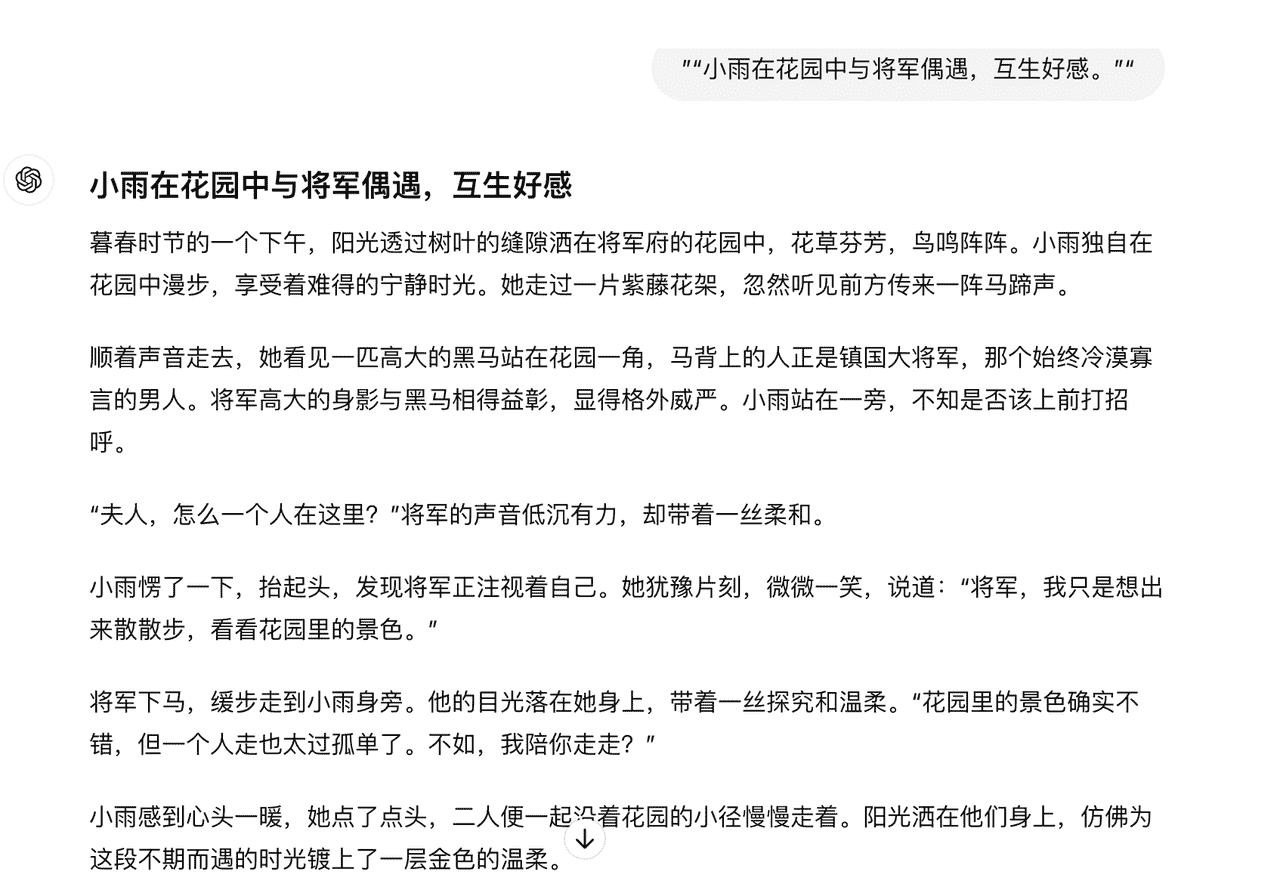 ”“小雨在花园中与将军偶遇，互生好感。”“
小雨在花园中与将军偶遇，互生好感
暮春时节的一个下午，阳光透过树叶的缝隙洒在将军府的花园中，花草芬芳，鸟鸣阵阵。小雨独自在
花园中漫步，享受着难得的宁静时光。她走过一片紫藤花架，忽然听见前方传来一阵马蹄声。
顺着声音走去，她看见一匹高大的黑马站在花园一角，马背上的人正是镇国大将军，那个始终冷漠寡
言的男人。将军高大的身影与黑马相得益彰，显得格外威严。小雨站在一旁，不知是否该上前打招
呼。
“夫人，怎么一个人在这里？”将军的声音低沉有力，却带着一丝柔和。
小雨愣了一下，抬起头，发现将军正注视着自己。她犹豫片刻，微微一笑，说道：“将军，我只是想出
来散散步，看看花园里的景色。”
将军下马，缓步走到小雨身旁。他的目光落在她身上，带着一丝探究和温柔。“花园里的景色确实不
错，但一个人走也太过孤单了。不如，我陪你走走？”
小雨感到心头一暖，她点了点头，二人便一起沿着花园的小径慢慢走着。阳光洒在他们身上，仿佛为
这段不期而遇的时光镀上了一层金色的温柔。